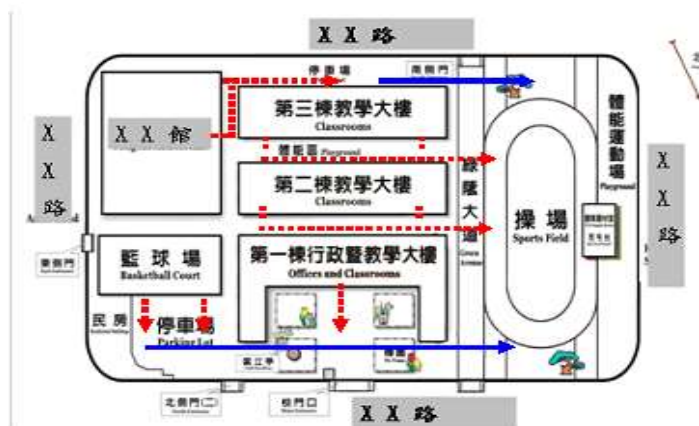 X X 路
停車場
南側門
北
X X 路
X X 館
第三棟教學大樓
Classrooms
體能區 Playground
第二棟教學大樓
Classrooms
綠蔭大道
Green
操場
Sports Field
體能運動場
Playground
X X 路
籃球場
Basketball Court
第一棟行政暨教學大樓
Offices and Classrooms
東側門
民房
停車場
Parking Lot
北側門
校門口
X X 路